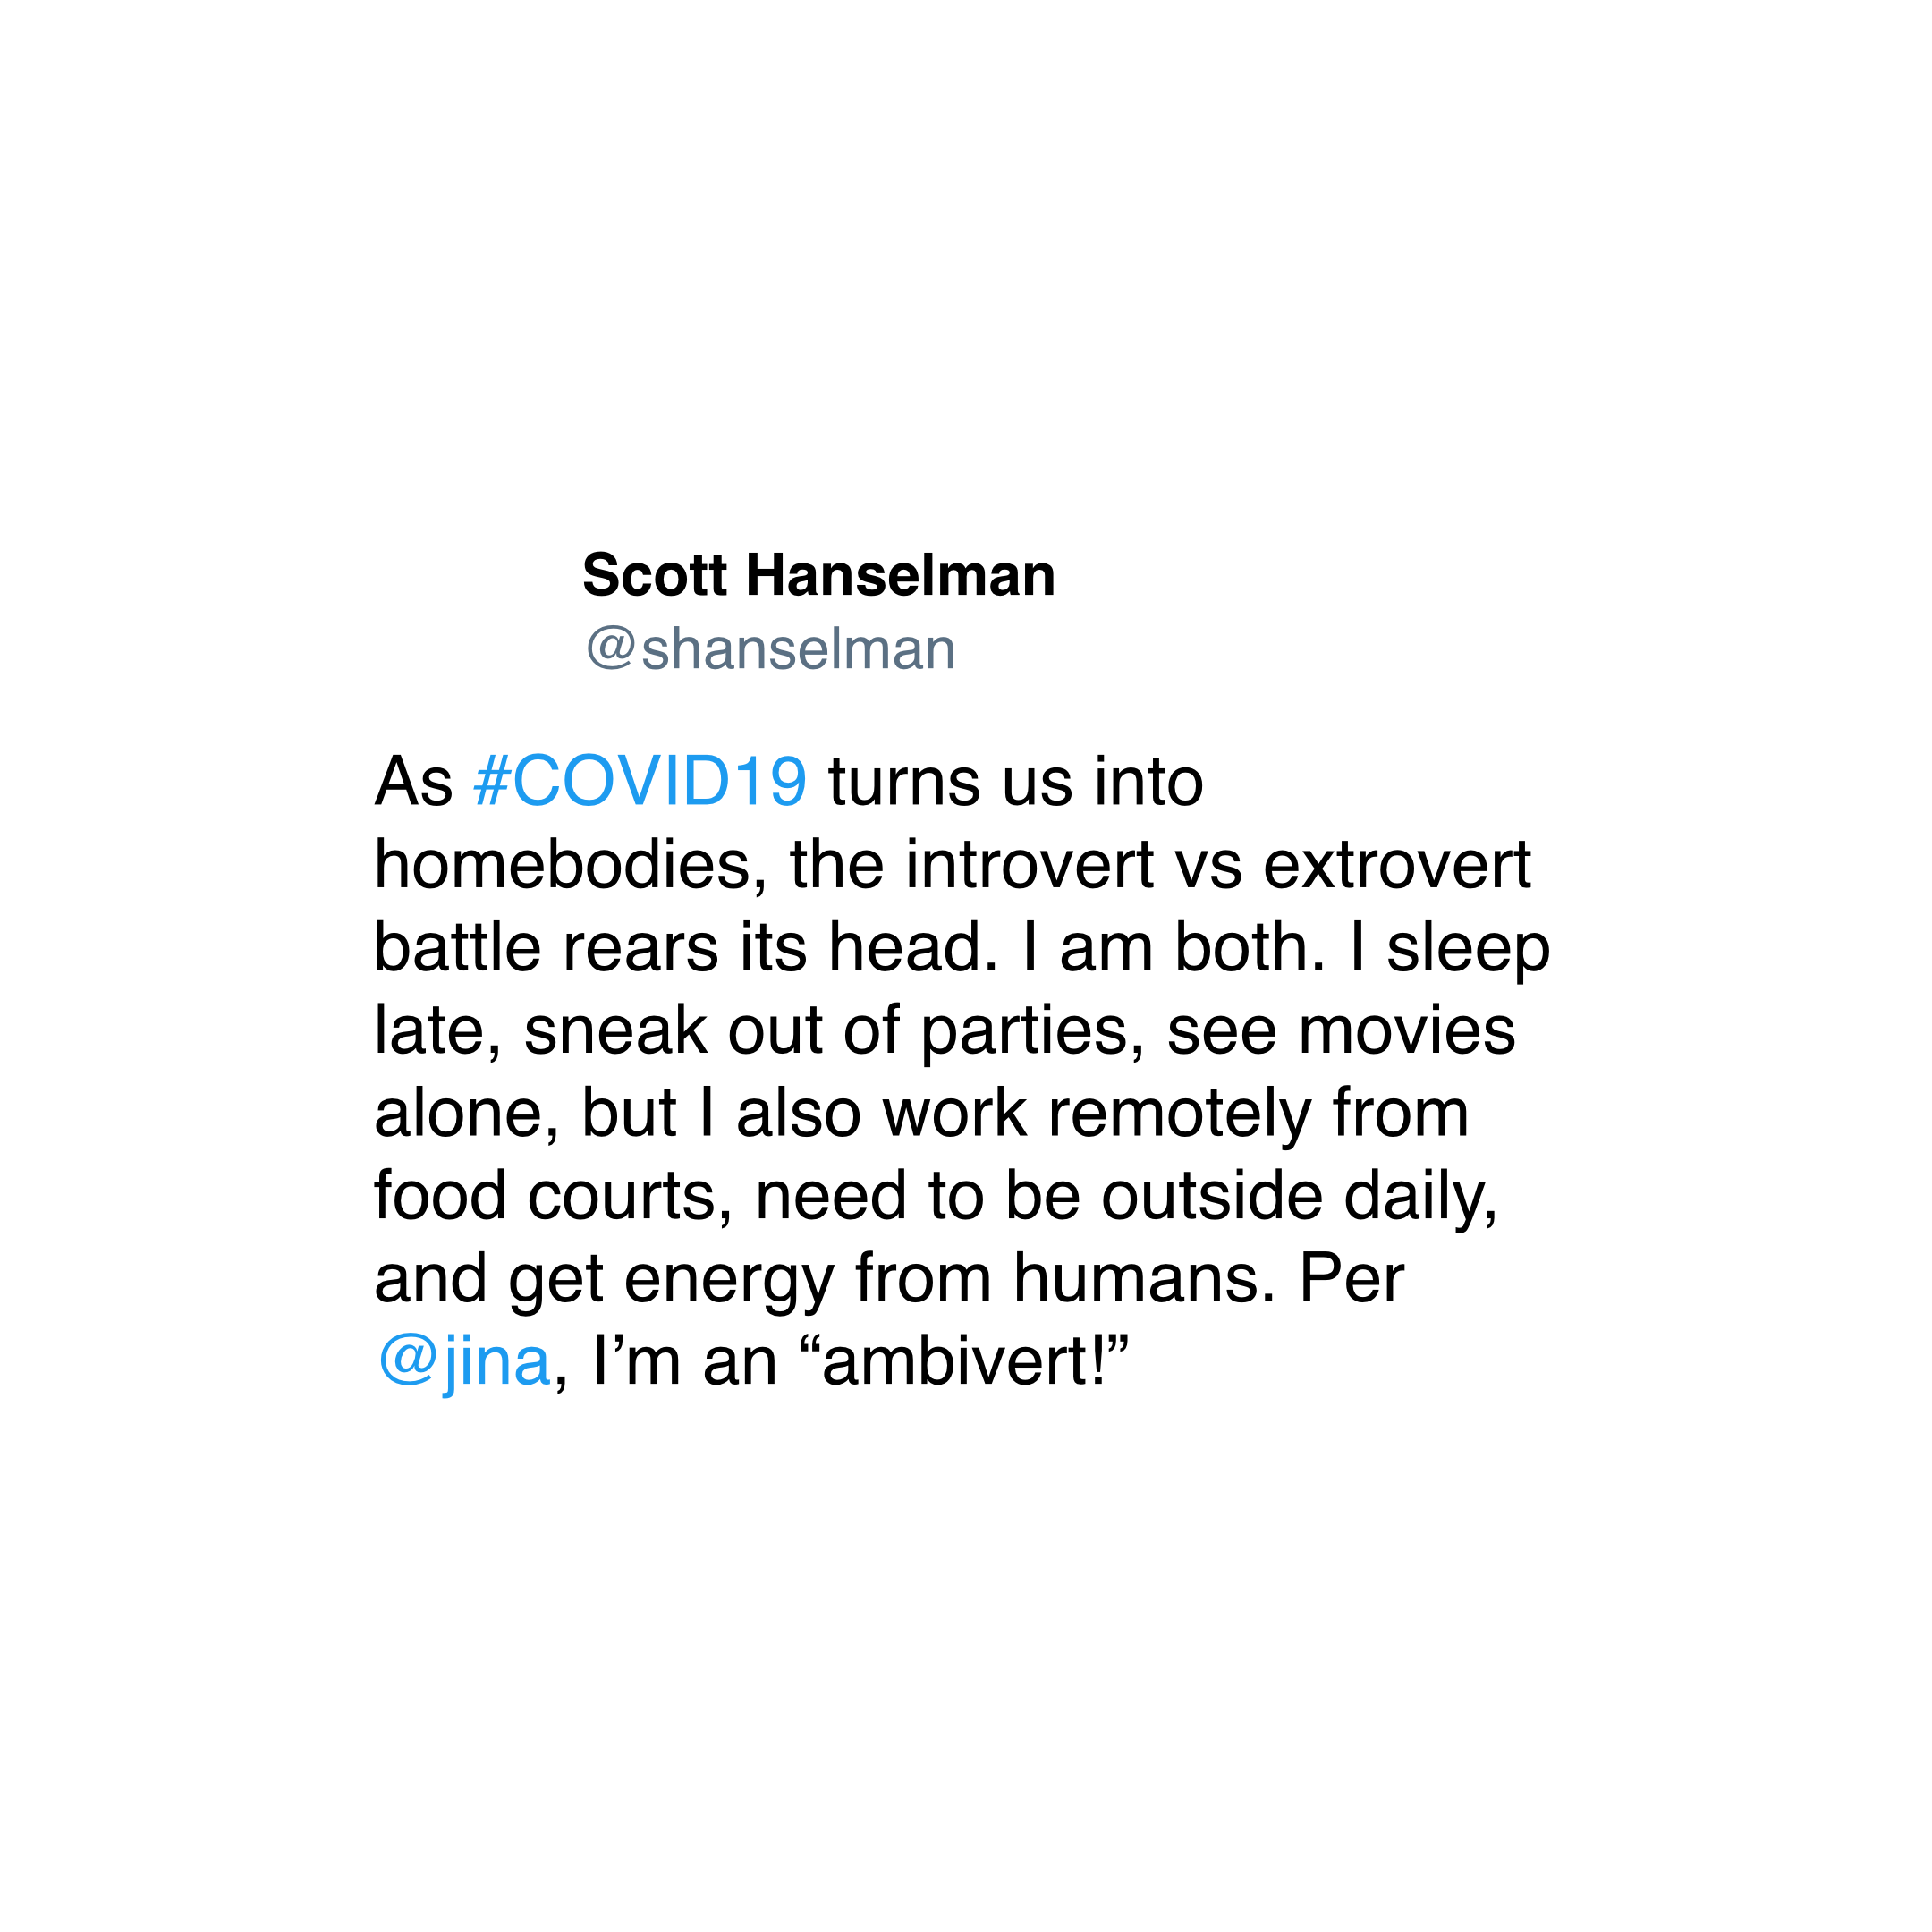 Scott Hanselman
@shanselman
As #COVID19 turns us into
homebodies, the introvert vs extrovert
battle rears its head. I am both. I sleep
late, sneak out of parties, see movies
alone, but I also work remotely from
food courts, need to be outside daily,
and get energy from humans. Per
@jina, I’m an “ambivert!”